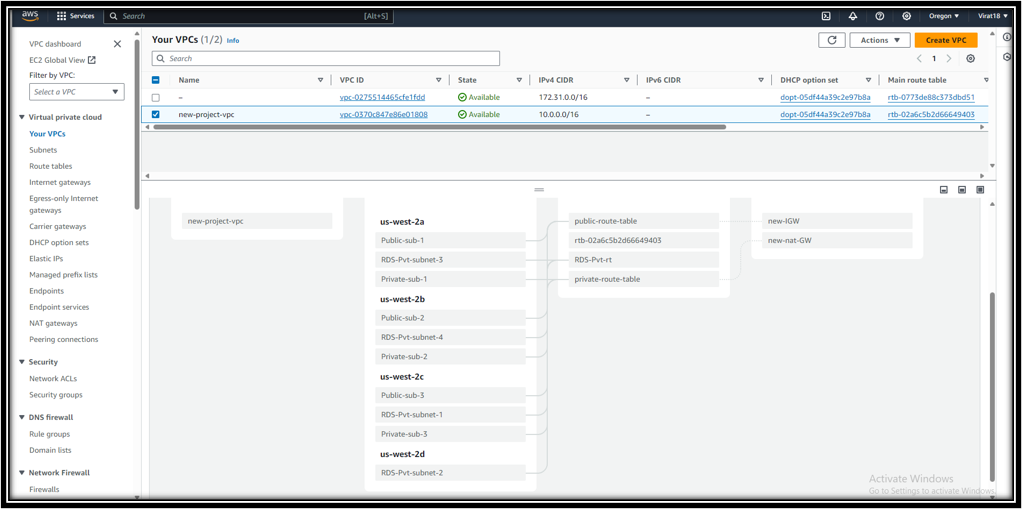 aws Services Search [Alt+S] Oregon Virat18
VPC dashboard
EC2 Global View
Filter by VPC:
Select a VPC
Virtual private cloud
Your VPCs
Subnets
Route tables
Internet gateways
Egress-only Internet
gateways
Carrier gateways
DHCP option sets
Elastic IPs
Managed prefix lists
Endpoints
Endpoint services
NAT gateways
Peering connections
Security
Network ACLs
Security groups
DNS firewall
Rule groups
Domain lists
Network Firewall
Firewalls
Your VPCs (1/2) Info
Actions
Create VPC
Search
1
Name VPC ID State IPv4 CIDR IPv6 CIDR DHCP option set Main route table
– vpc-0275514465cfe1fdd Available 172.31.0.0/16 – dopt-05df44a39c2e97b8a rtb-0773de88c373dbd51
new-project-vpc vpc-0370c847e86e01808 Available 10.0.0.0/16 – dopt-05df44a39c2e97b8a rtb-02a6c5b2d66649403
new-project-vpc
us-west-2a
Public-sub-1
RDS-Pvt-subnet-3
Private-sub-1
us-west-2b
Public-sub-2
RDS-Pvt-subnet-4
Private-sub-2
us-west-2c
Public-sub-3
RDS-Pvt-subnet-1
Private-sub-3
us-west-2d
RDS-Pvt-subnet-2
public-route-table
rtb-02a6c5b2d66649403
RDS-Pvt-rt
private-route-table
new-IGW
new-nat-GW
Activate Windows
Go to Settings to activate Windows.